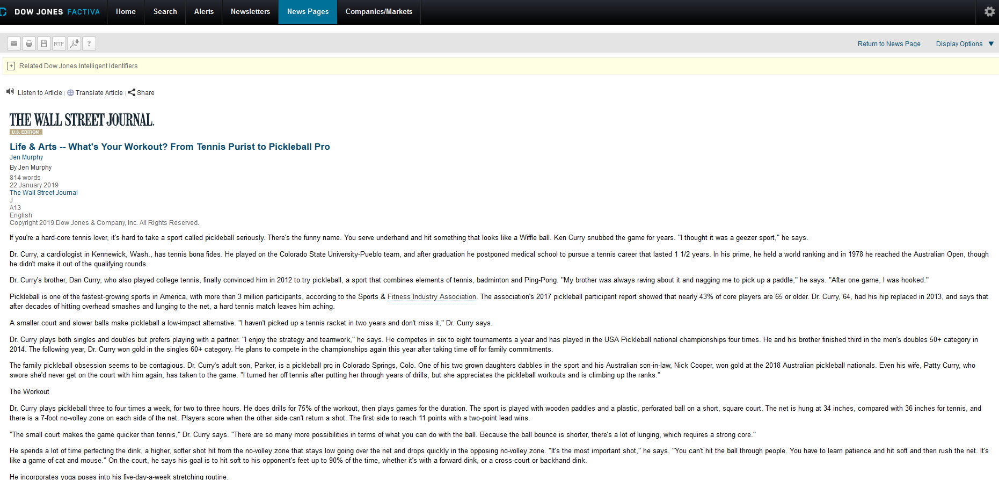 DOW JONES FACTIVA
Home
Search
Alerts
Newsletters
News Pages
Companies/Markets
RTF
?
Return to News Page
Display Options
Related Dow Jones Intelligent Identifiers
Listen to Article | Translate Article | Share
THE WALL STREET JOURNAL.
U.S. EDITION
Life & Arts -- What's Your Workout? From Tennis Purist to Pickleball Pro
Jen Murphy
By Jen Murphy
814 words
22 January 2019
The Wall Street Journal
J
A13
English
Copyright 2019 Dow Jones & Company, Inc. All Rights Reserved.
If you're a hard-core tennis lover, it's hard to take a sport called pickleball seriously. There's the funny name. You serve underhand and hit something that looks like a Wiffle ball. Ken Curry snubbed the game for years. "I thought it was a geezer sport," he says.
Dr. Curry, a cardiologist in Kennewick, Wash., has tennis bona fides. He played on the Colorado State University-Pueblo team, and after graduation he postponed medical school to pursue a tennis career that lasted 1 1/2 years. In his prime, he held a world ranking and in 1978 he reached the Australian Open, though
he didn't make it out of the qualifying rounds.
Dr. Curry's brother, Dan Curry, who also played college tennis, finally convinced him in 2012 to try pickleball, a sport that combines elements of tennis, badminton and Ping-Pong. "My brother was always raving about it and nagging me to pick up a paddle," he says. "After one game, I was hooked."
Pickleball is one of the fastest-growing sports in America, with more than 3 million participants, according to the Sports & Fitness Industry Association. The association's 2017 pickleball participant report showed that nearly 43% of core players are 65 or older. Dr. Curry, 64, had his hip replaced in 2013, and says that
after decades of hitting overhead smashes and lunging to the net, a hard tennis match leaves him aching.
A smaller court and slower balls make pickleball a low-impact alternative. "I haven't picked up a tennis racket in two years and don't miss it," Dr. Curry says.
Dr. Curry plays both singles and doubles but prefers playing with a partner. "I enjoy the strategy and teamwork," he says. He competes in six to eight tournaments a year and has played in the USA Pickleball national championships four times. He and his brother finished third in the men's doubles 50+ category in
2014. The following year, Dr. Curry won gold in the singles 60+ category. He plans to compete in the championships again this year after taking time off for family commitments.
The family pickleball obsession seems to be contagious. Dr. Curry's adult son, Parker, is a pickleball pro in Colorado Springs, Colo. One of his two grown daughters dabbles in the sport and his Australian son-in-law, Nick Cooper, won gold at the 2018 Australian pickleball nationals. Even his wife, Patty Curry, who
swore she'd never get on the court with him again, has taken to the game. "I turned her off tennis after putting her through years of drills, but she appreciates the pickleball workouts and is climbing up the ranks."
The Workout
Dr. Curry plays pickleball three to four times a week, for two to three hours. He does drills for 75% of the workout, then plays games for the duration. The sport is played with wooden paddles and a plastic, perforated ball on a short, square court. The net is hung at 34 inches, compared with 36 inches for tennis, and
there is a 7-foot no-volley zone on each side of the net. Players score when the other side can't return a shot. The first side to reach 11 points with a two-point lead wins.
"The small court makes the game quicker than tennis," Dr. Curry says. "There are so many more possibilities in terms of what you can do with the ball. Because the ball bounce is shorter, there's a lot of lunging, which requires a strong core."
He spends a lot of time perfecting the dink, a higher, softer shot hit from the no-volley zone that stays low going over the net and drops quickly in the opposing no-volley zone. "It's the most important shot," he says. "You can't hit the ball through people. You have to learn patience and hit soft and then rush the net. It's
like a game of cat and mouse." On the court, he says his goal is to hit soft to his opponent's feet up to 90% of the time, whether it's with a forward dink, or a cross-court or backhand dink.
He incorporates yoga poses into his five-day-a-week stretching routine.